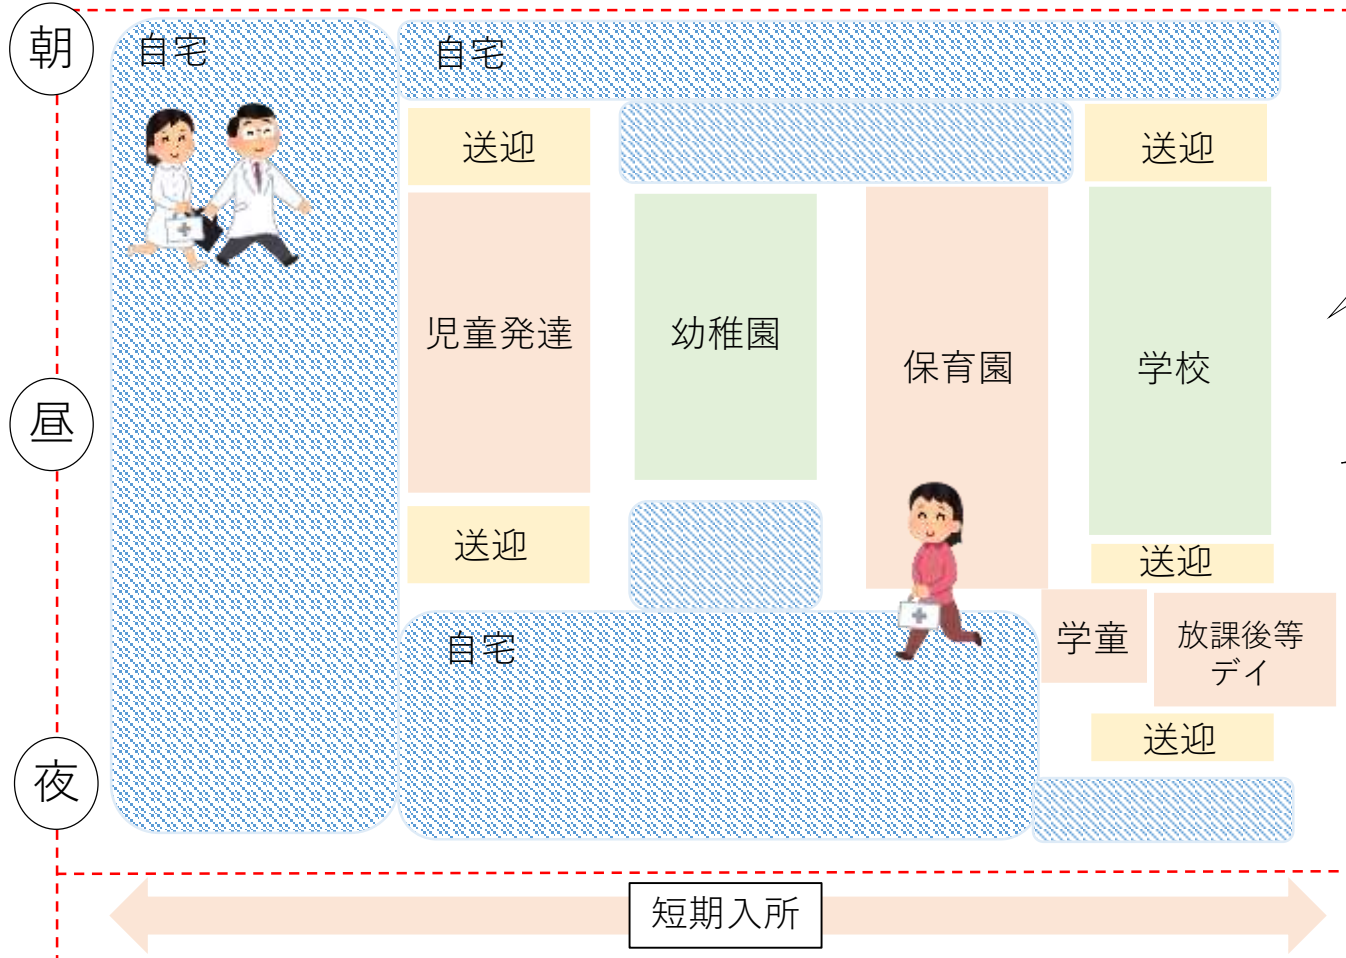 朝
自宅
自宅
送迎
送迎
児童発達
幼稚園
保育園
学校
昼
送迎
送迎
自宅
学童
放課後等
デイ
送迎
夜
短期入所